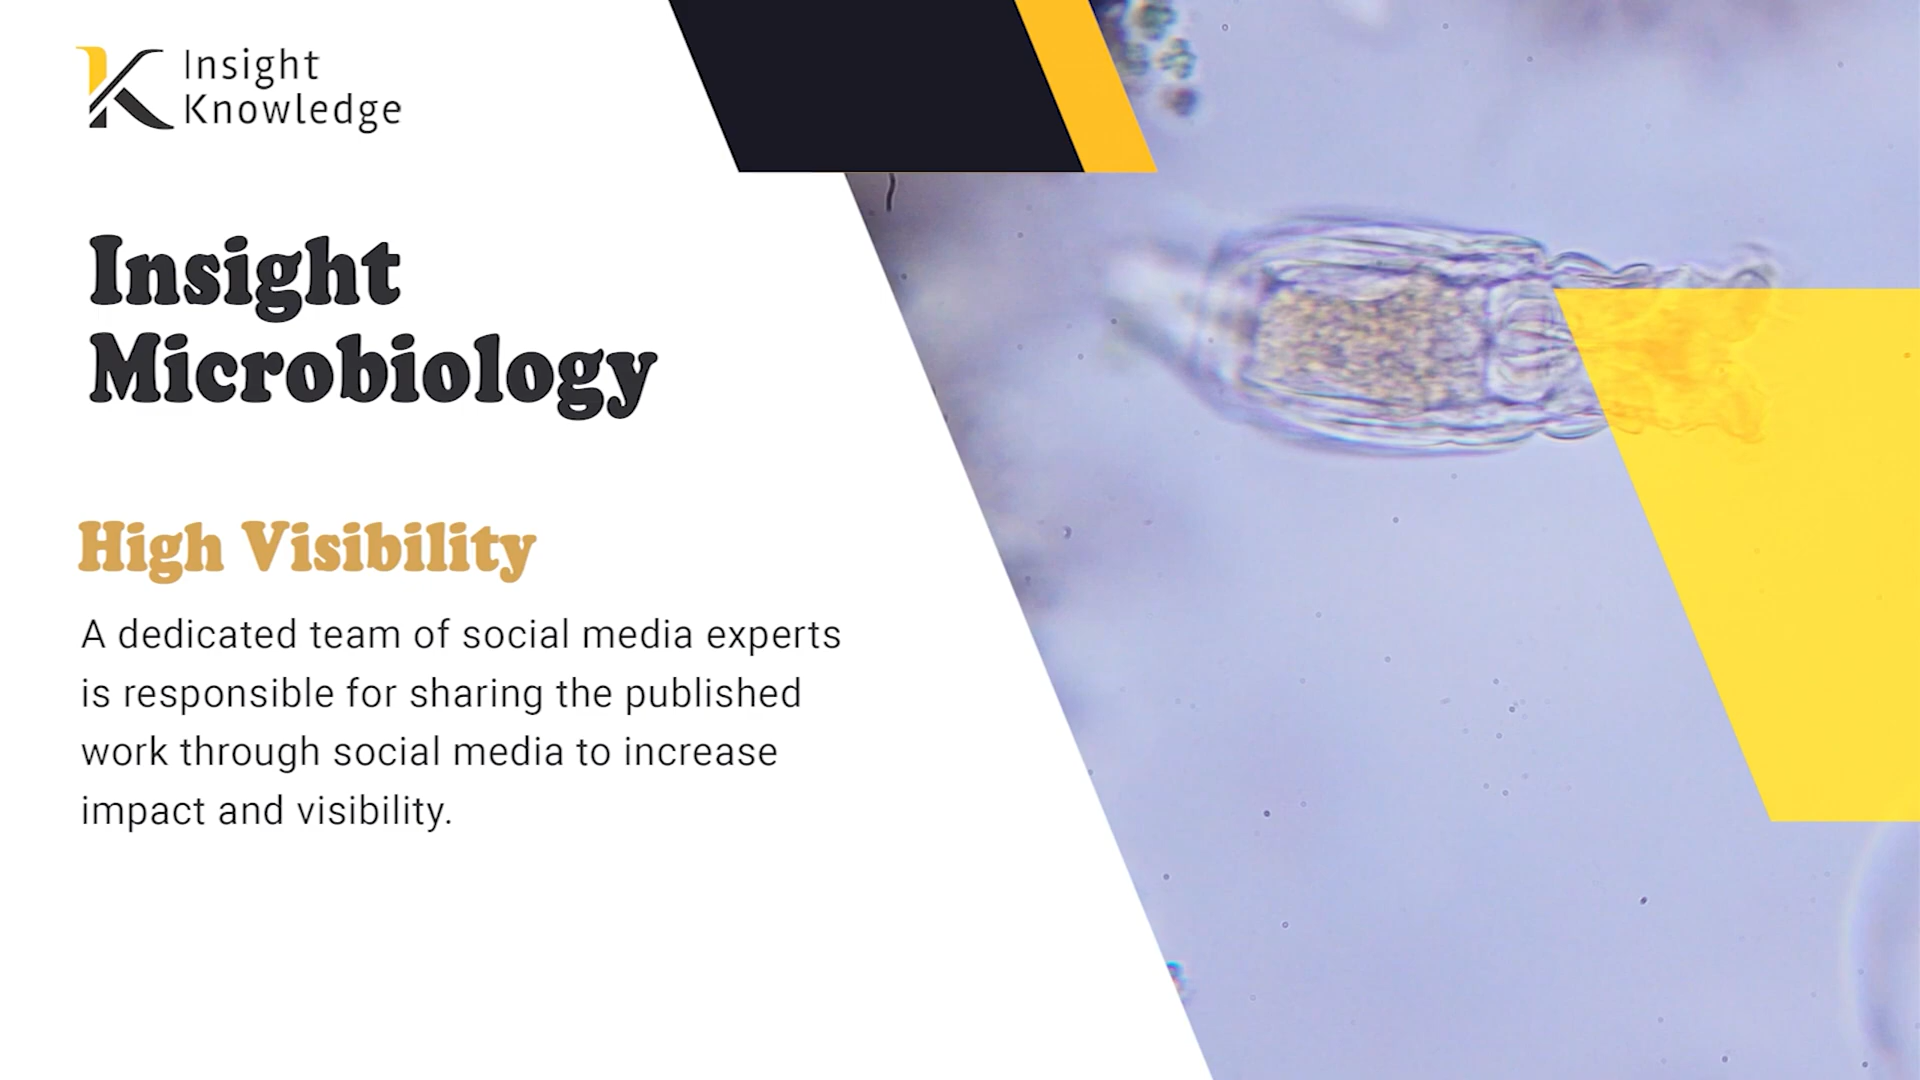 Insight
Knowledge
Insight
Microbiology
High Visibility
A dedicated team of social media experts
is responsible for sharing the published
work through social media to increase
impact and visibility.